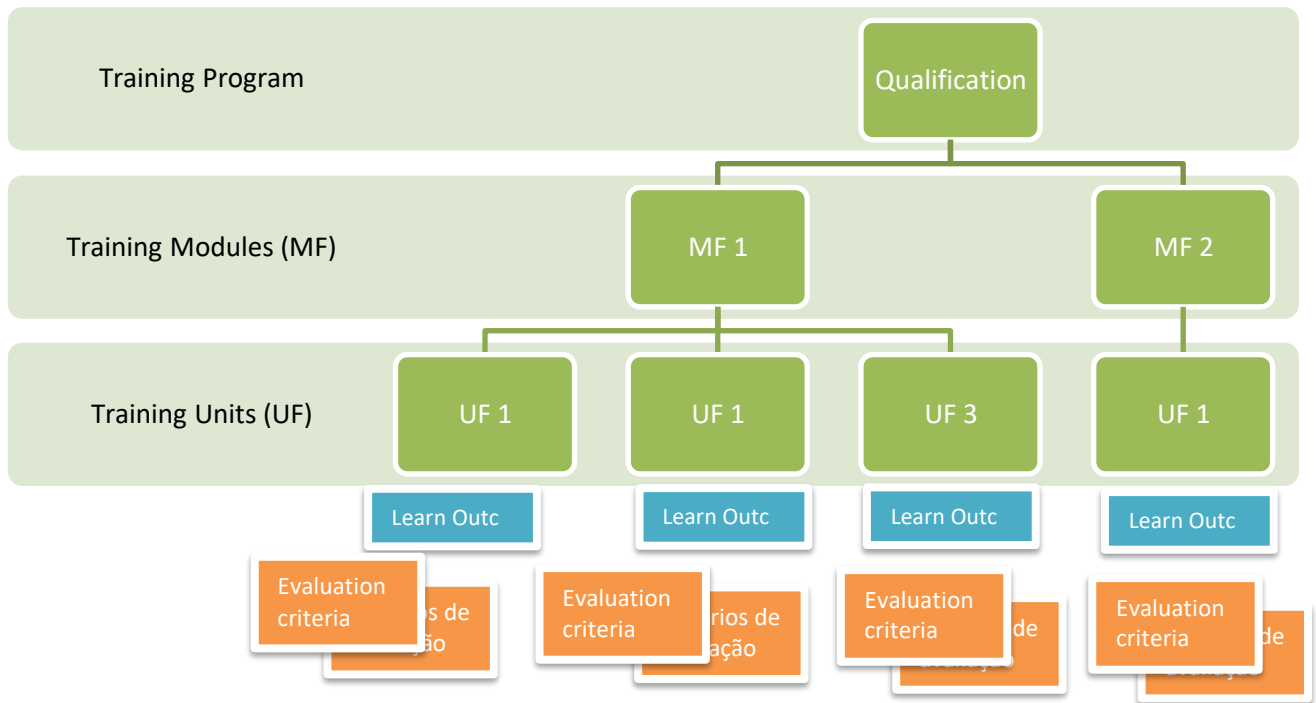 Training Program
Qualification
Training Modules (MF)
MF 1
MF 2
Training Units (UF)
UF 1
UF 1
UF 3
UF 1
Learn Outc
Learn Outc
Learn Outc
Learn Outc
Evaluation
criteria
de
Evaluation
criteria
de
Evaluation
criteria
de
Evaluation
criteria
de